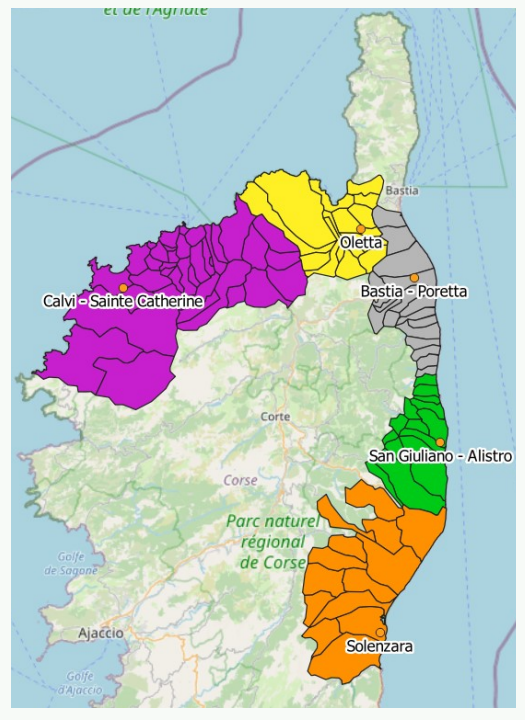 et de l'Agriate
Bastia
Oletta
Bastia - Poretta
Calvi - Sainte Catherine
Corte
San Giuliano - Alistro
Corse
Parc naturel
régional
de Corse
Golfe
de Sagone
Ajaccio
Solenzara
Golfe
d'Ajaccio